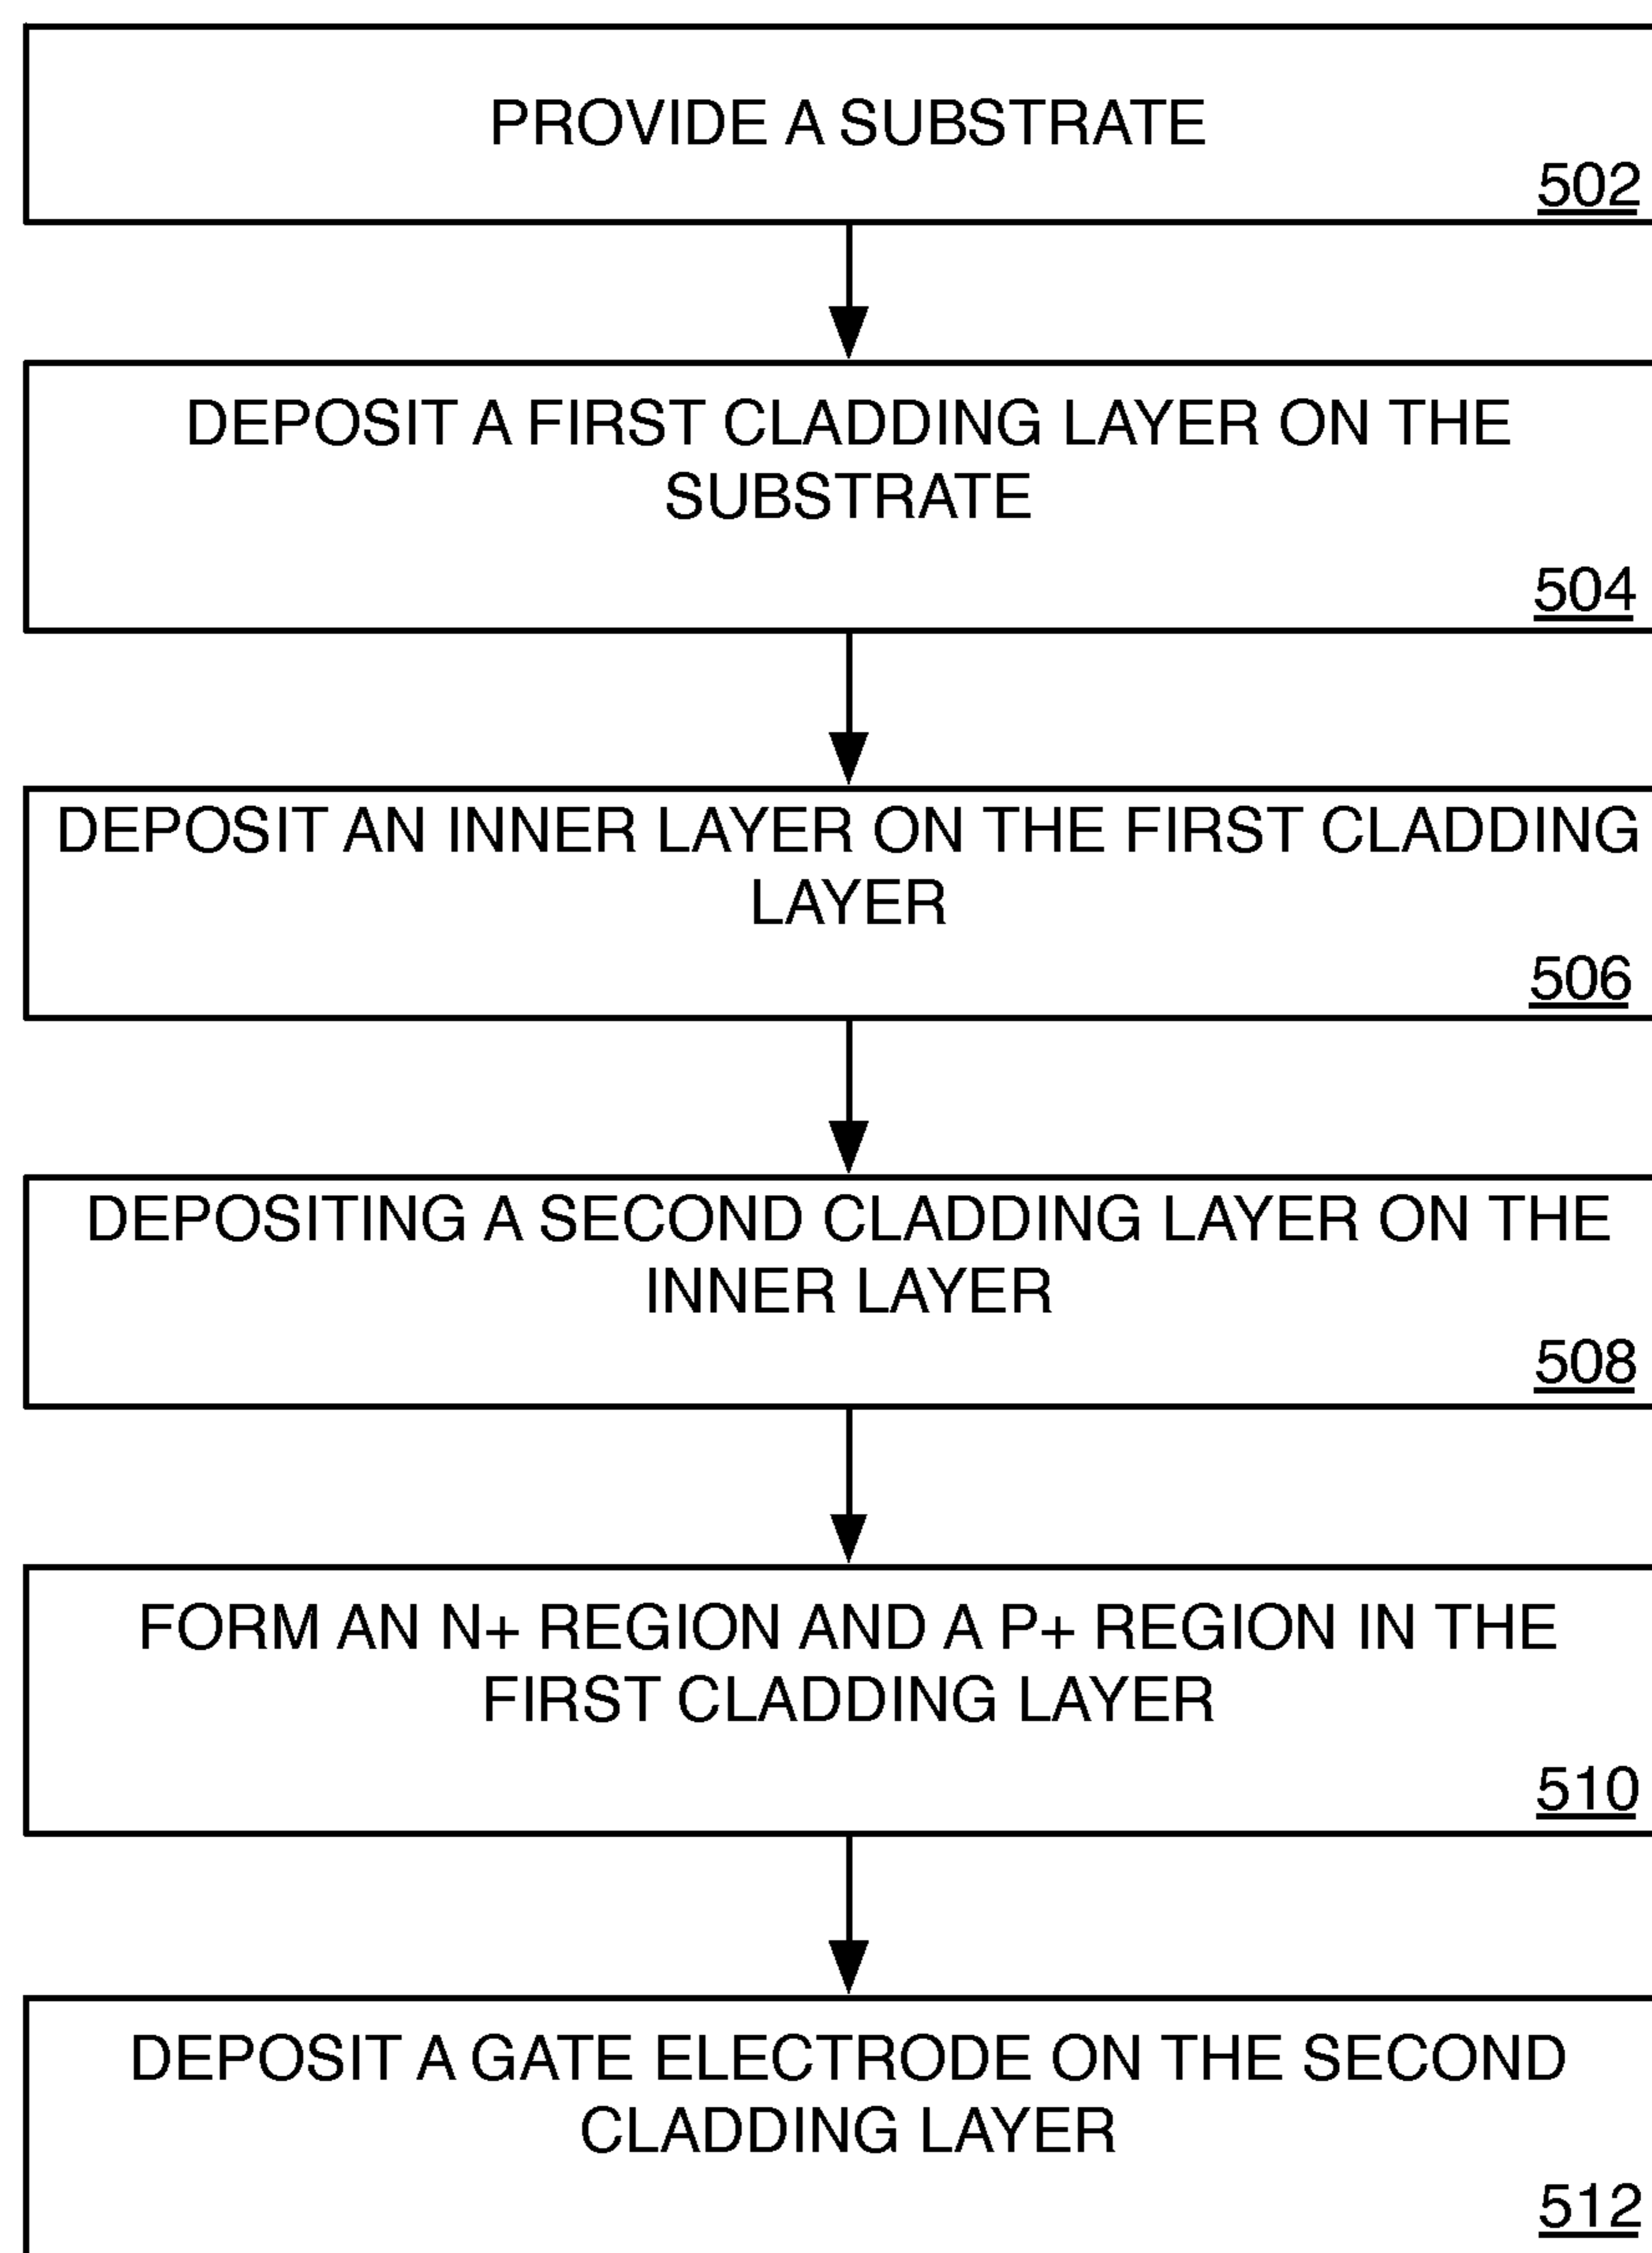 PROVIDE A SUBSTRATE
502
DEPOSIT A FIRST CLADDING LAYER ON THE
SUBSTRATE
504
DEPOSIT AN INNER LAYER ON THE FIRST CLADDING
LAYER
506
DEPOSITING A SECOND CLADDING LAYER ON THE
INNER LAYER
508
FORM AN N+ REGION AND A P+ REGION IN THE
FIRST CLADDING LAYER
510
DEPOSIT A GATE ELECTRODE ON THE SECOND
CLADDING LAYER
512